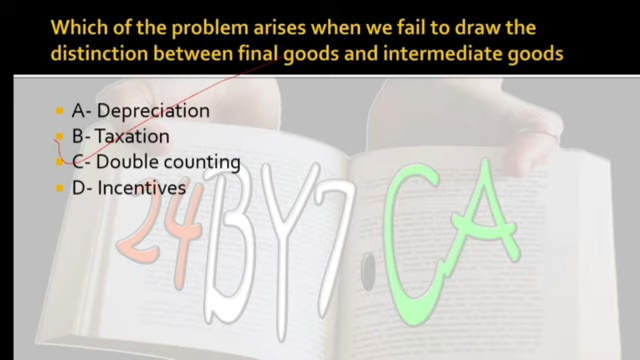 Which of the problem arises when we fail to draw the
distinction between final goods and intermediate goods
A- Depreciation
B- Taxation
C- Double counting
D- Incentives
24BY7.CA